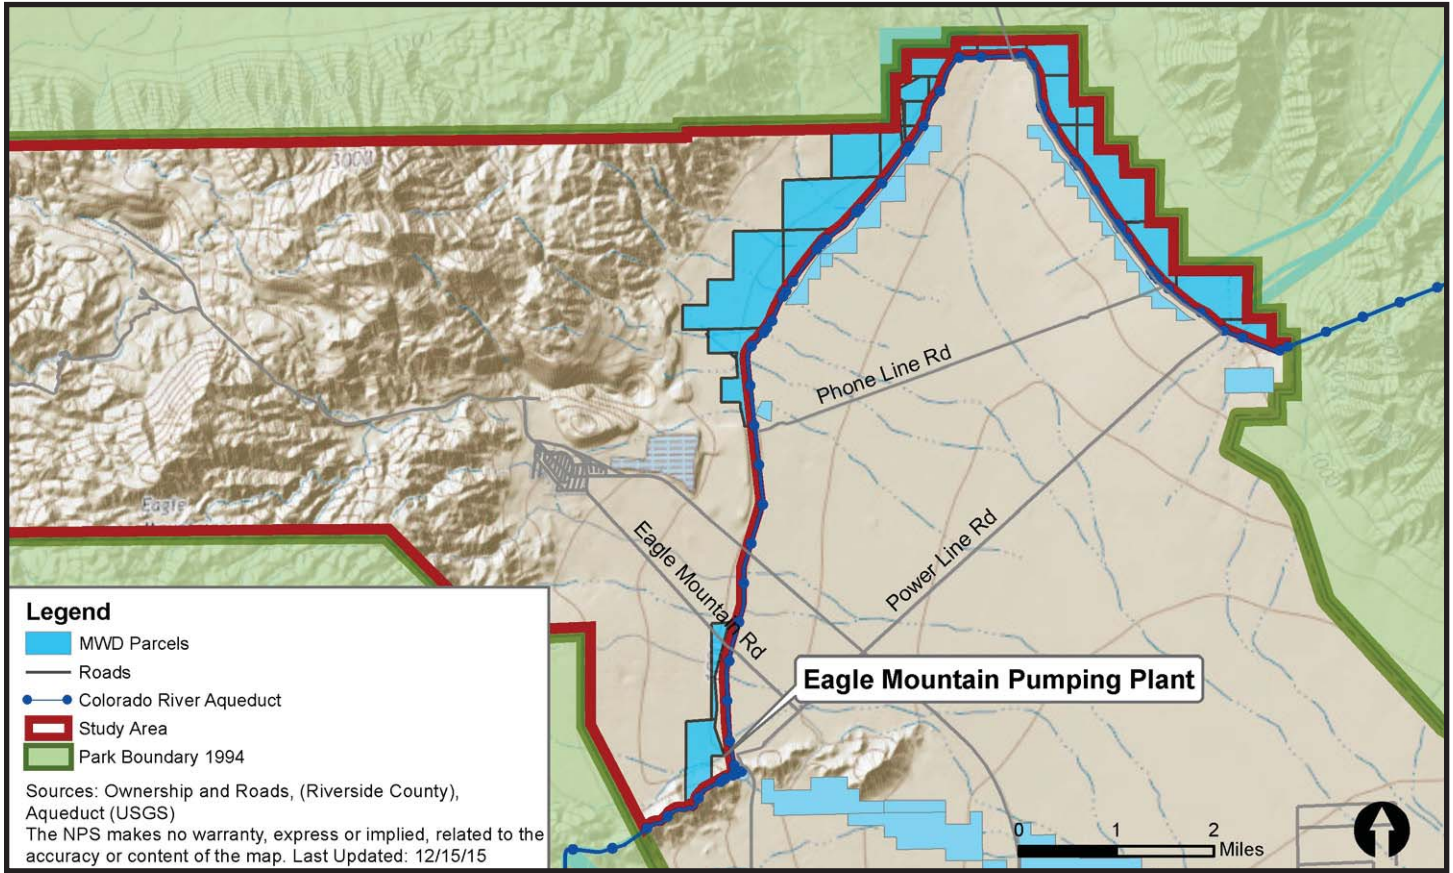 1500
3000
Eagle
Phone Line Rd
Power Line Rd
Eagle Mountain Rd
Eagle Mountain Pumping Plant
Legend
MWD Parcels
Roads
Colorado River Aqueduct
Study Area
Park Boundary 1994
Sources: Ownership and Roads, (Riverside County),
Aqueduct (USGS)
The NPS makes no warranty, express or implied, related to the
accuracy or content of the map. Last Updated: 12/15/15
0 1 2
Miles